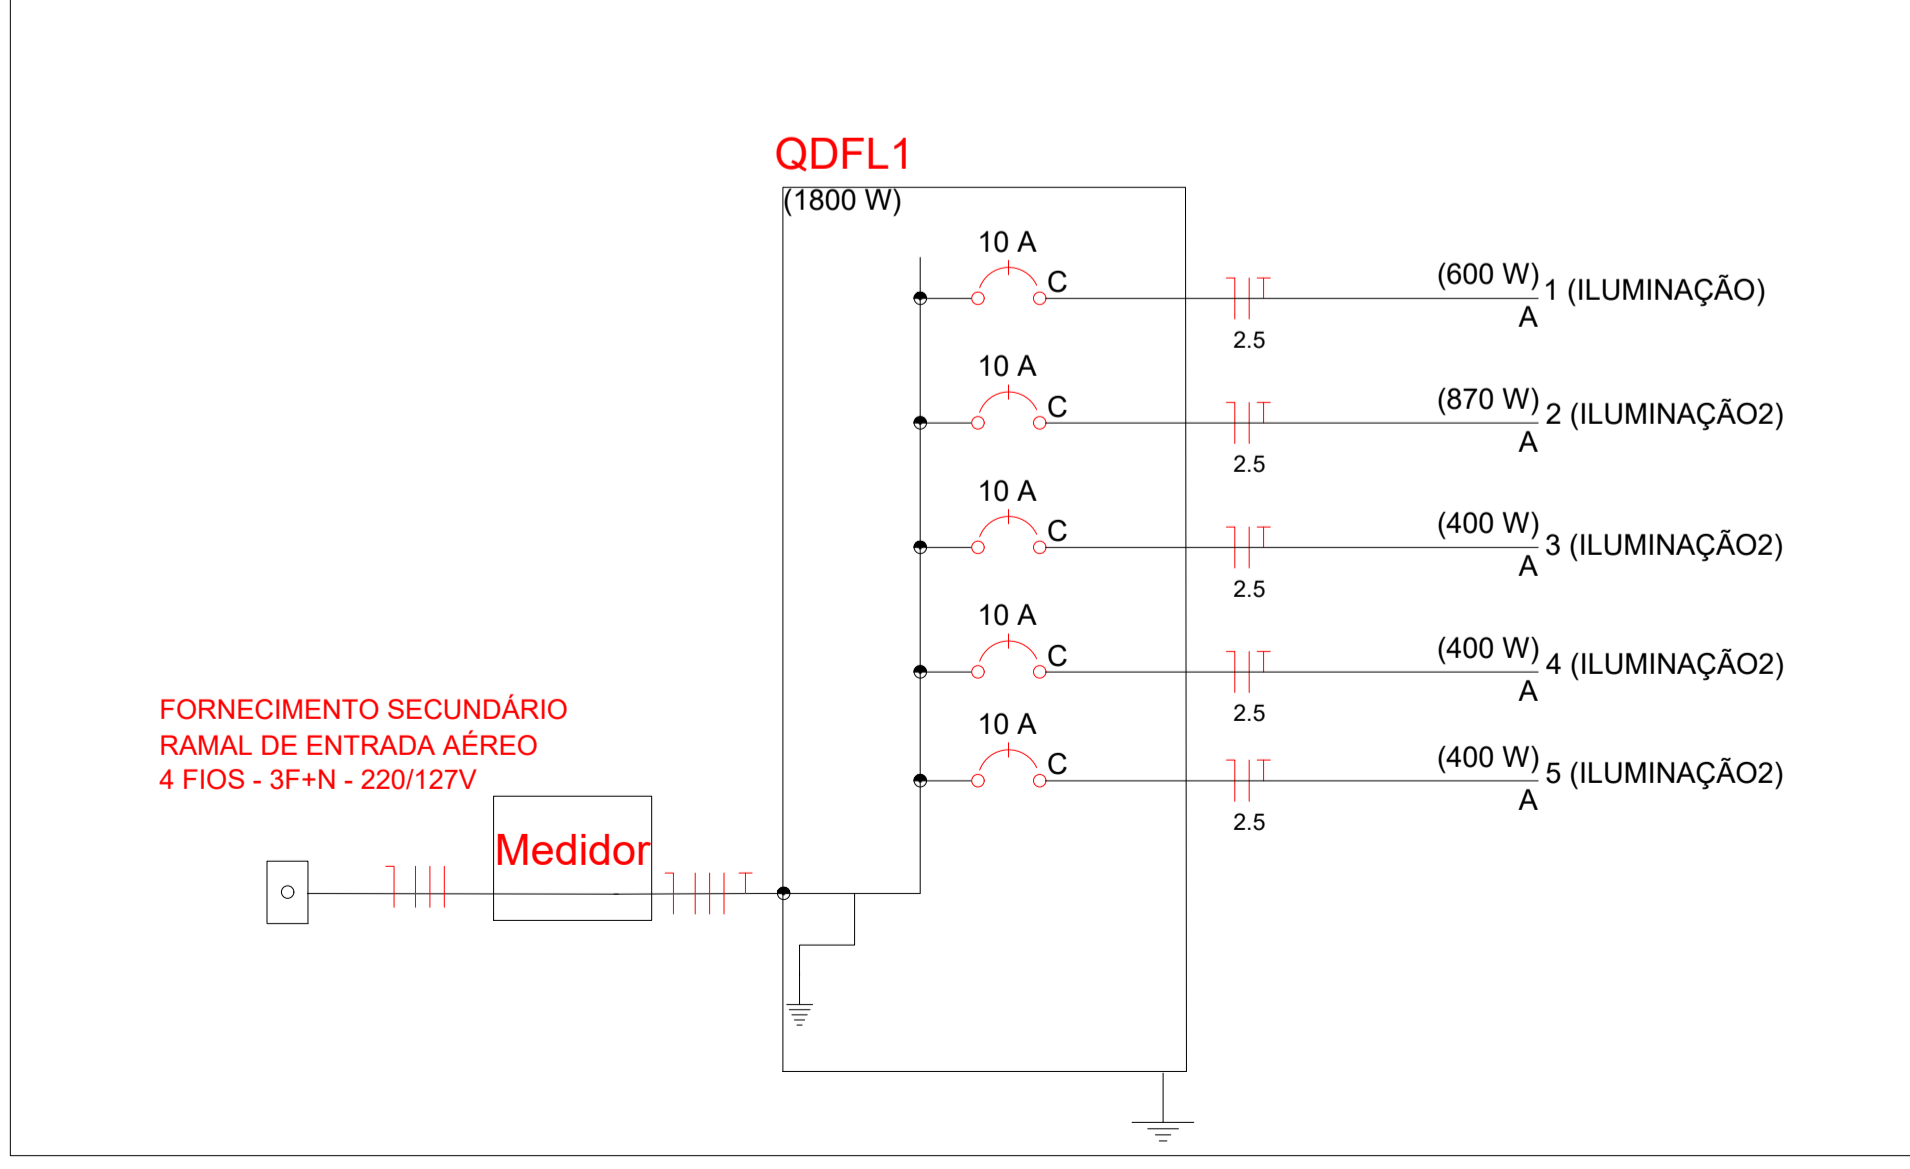 QDFL1
(1800 W)
10 A
C
2.5
(600 W)
1 (ILUMINAÇÃO)
A
10 A
C
2.5
(870 W)
2 (ILUMINAÇÃO2)
A
10 A
C
2.5
(400 W)
3 (ILUMINAÇÃO2)
A
10 A
C
2.5
(400 W)
4 (ILUMINAÇÃO2)
A
10 A
C
2.5
(400 W)
5 (ILUMINAÇÃO2)
A
FORNECIMENTO SECUNDÁRIO
RAMAL DE ENTRADA AÉREO
4 FIOS - 3F+N - 220/127V
Medidor